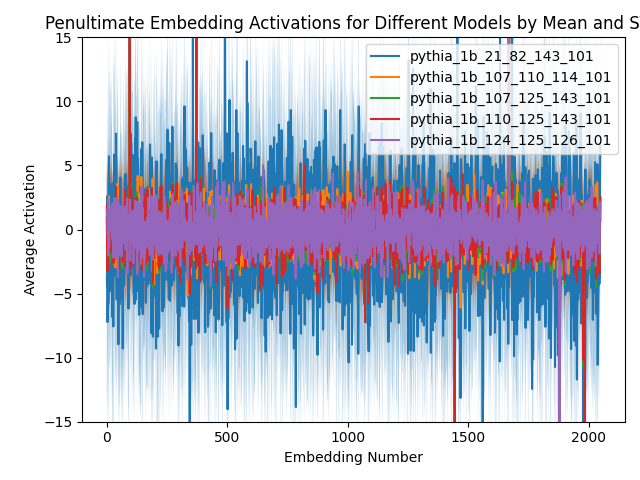 Penultimate Embedding Activations for Different Models by Mean and S
15
10
5
0
−5
−10
−15
Average Activation
pythia_1b_21_82_143_101
pythia_1b_107_110_114_101
pythia_1b_107_125_143_101
pythia_1b_110_125_143_101
pythia_1b_124_125_126_101
0 500 1000 1500 2000
Embedding Number